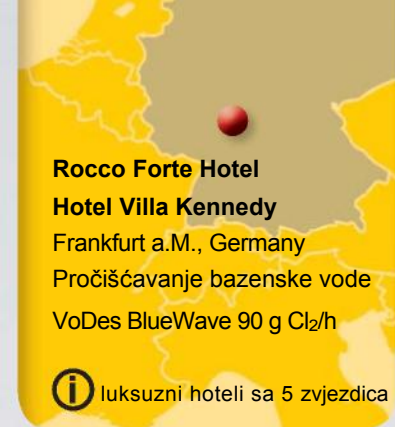 Rocco Forte Hotel
Hotel Villa Kennedy
Frankfurt a.M., Germany
Pročišćavanje bazenske vode
VoDes BlueWave 90 g Cl₂/h
i luksuzni hoteli sa 5 zvjezdica